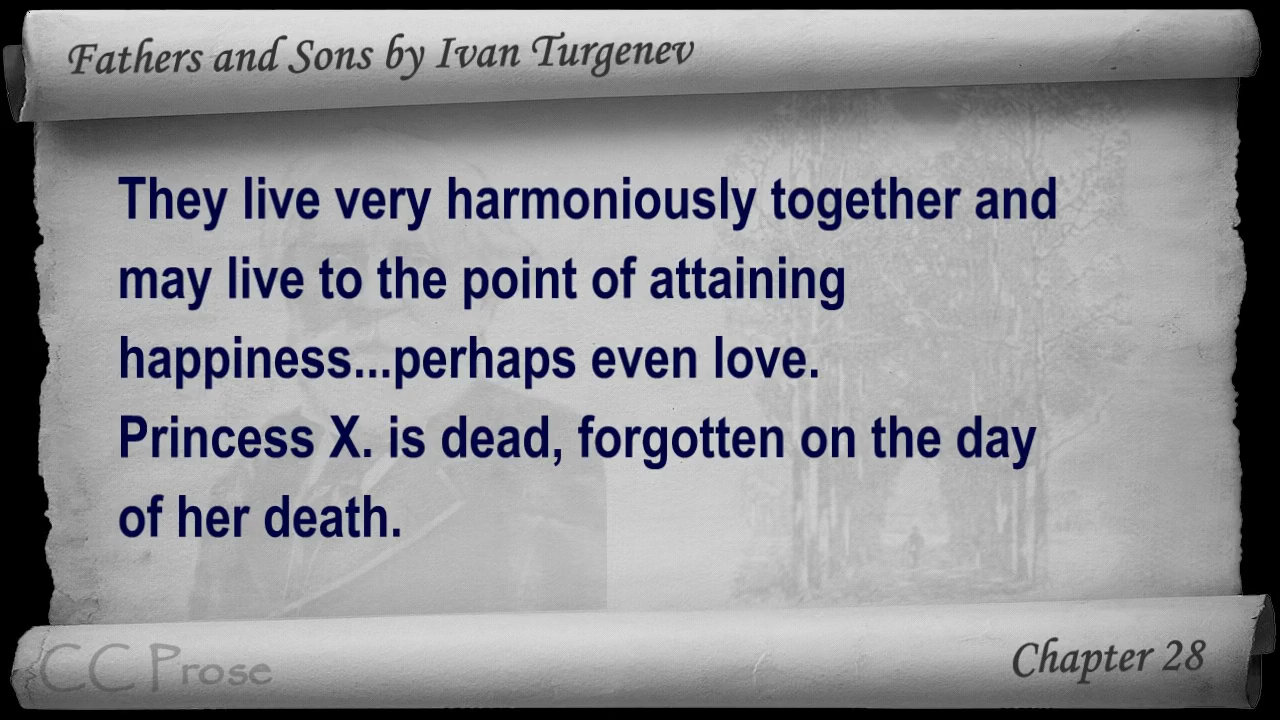 Fathers and Sons by Ivan Turgenev
They live very harmoniously together and
may live to the point of attaining
happiness...perhaps even love.
Princess X. is dead, forgotten on the day
of her death.
CC Prose
Chapter 28